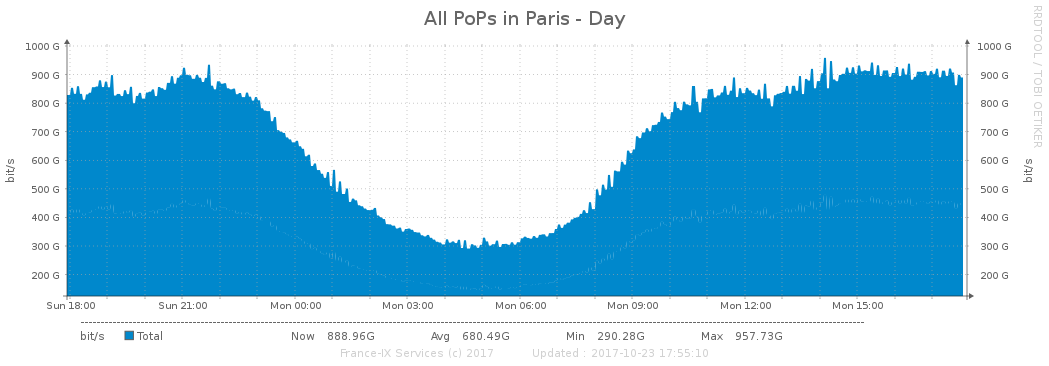 All PoPs in Paris - Day
RRDTOOL / TOBI OETIKER
bit/s
1000 G
900 G
800 G
700 G
600 G
500 G
400 G
300 G
200 G
1000 G
900 G
800 G
700 G
600 G
500 G
400 G
300 G
200 G
bit/s
Sun 18:00 Sun 21:00 Mon 00:00 Mon 03:00 Mon 06:00 Mon 09:00 Mon 12:00 Mon 15:00
bit/s Total Now 888.96G Avg 680.49G Min 290.28G Max 957.73G
France-IX Services (c) 2017 Updated : 2017-10-23 17:55:10